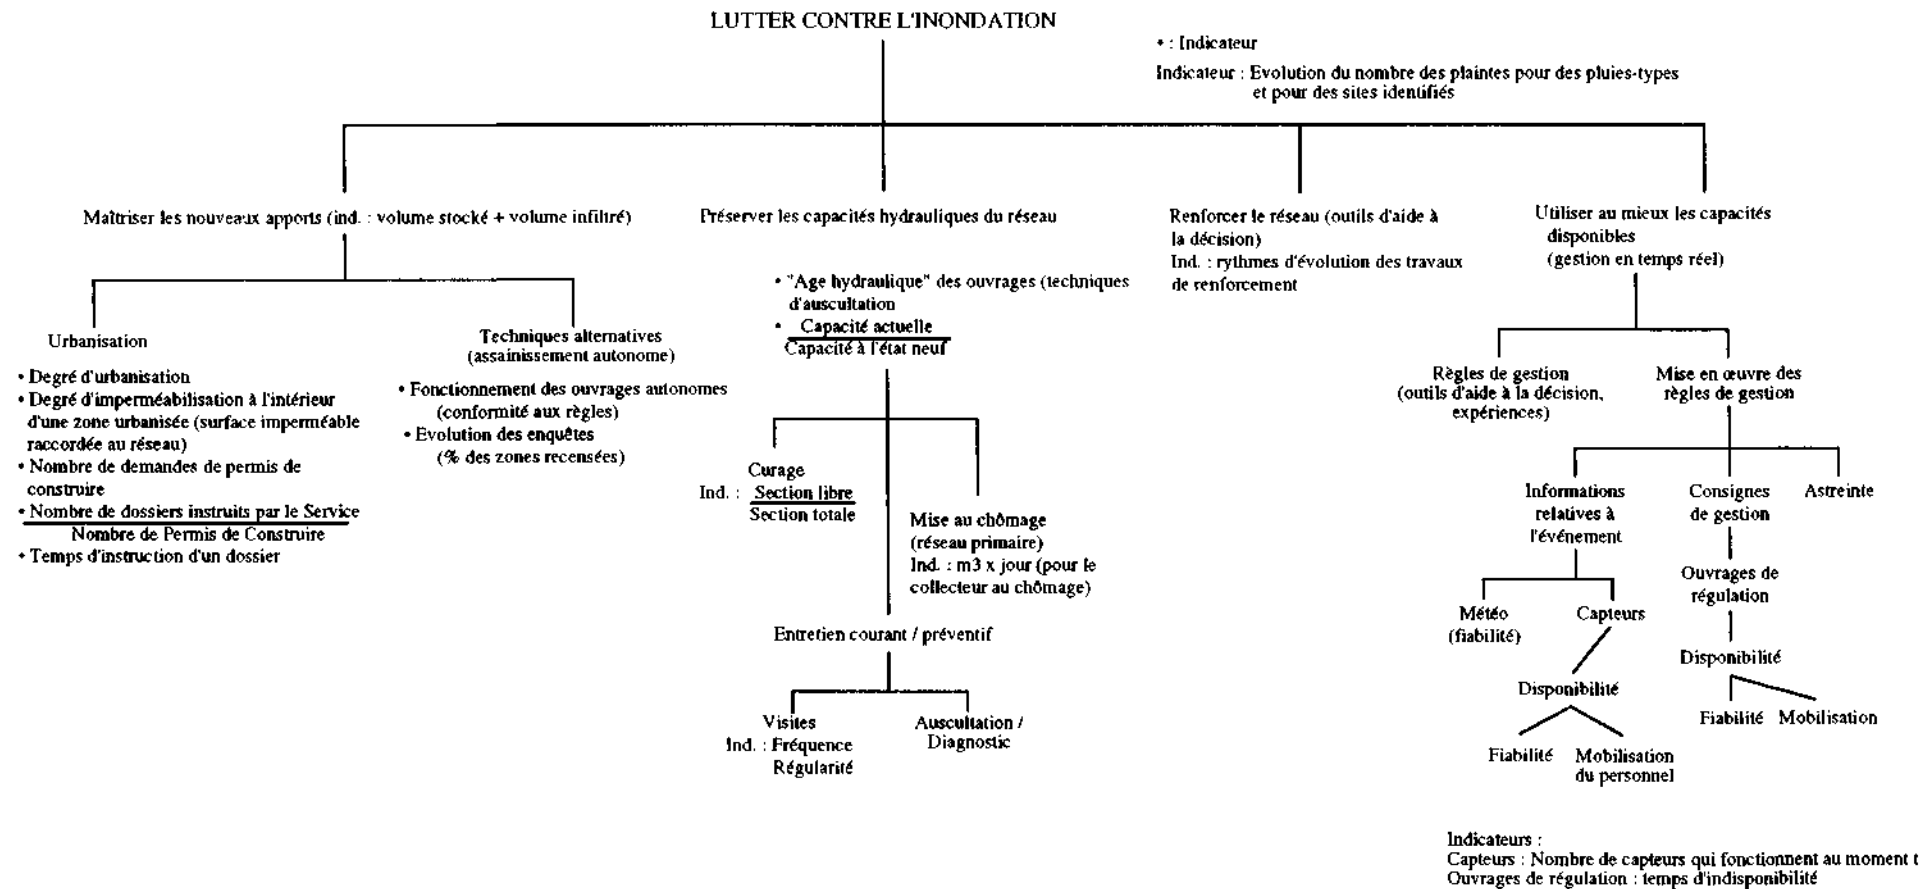 LUTTER CONTRE L'INONDATION
• : Indicateur
Indicateur : Evolution du nombre des plaintes pour des pluies-types
et pour des sites identifiés
Maîtriser les nouveaux apports (ind. : volume stocké + volume infiltré)
Urbanisation
• Degré d'urbanisation
• Degré d'imperméabilisation à l'intérieur
d'une zone urbanisée (surface imperméable
raccordée au réseau)
• Nombre de demandes de permis de
construire
• Nombre de dossiers instruits par le Service
Nombre de Permis de Construire
• Temps d'instruction d'un dossier
Techniques alternatives
(assainissement autonome)
• Fonctionnement des ouvrages autonomes
(conformité aux règles)
• Evolution des enquêtes
(% des zones recensées)
Préserver les capacités hydrauliques du réseau
• "Age hydraulique" des ouvrages (techniques
d'auscultation
• Capacité actuelle
Capacité à l'état neuf
Curage
Ind. : Section libre
Section totale
Mise au chômage
(réseau primaire)
Ind. : m3 x jour (pour le
collecteur au chômage)
Entretien courant / préventif
Visites
Ind. : Fréquence
Régularité
Auscultation /
Diagnostic
Renforcer le réseau (outils d'aide à
la décision)
Ind. : rythmes d'évolution des travaux
de renforcement
Utiliser au mieux les capacités
disponibles
(gestion en temps réel)
Règles de gestion
(outils d'aide à la décision,
expériences)
Mise en œuvre des
règles de gestion
Informations
relatives à
l'événement
Météo
(fiabilité)
Capteurs
Disponibilité
Fiabilité
Mobilisation
du personnel
Consignes
de gestion
Ouvrages de
régulation
Disponibilité
Fiabilité
Mobilisation
Astreinte
Indicateurs :
Capteurs : Nombre de capteurs qui fonctionnent au moment t
Ouvrages de régulation : temps d'indisponibilité